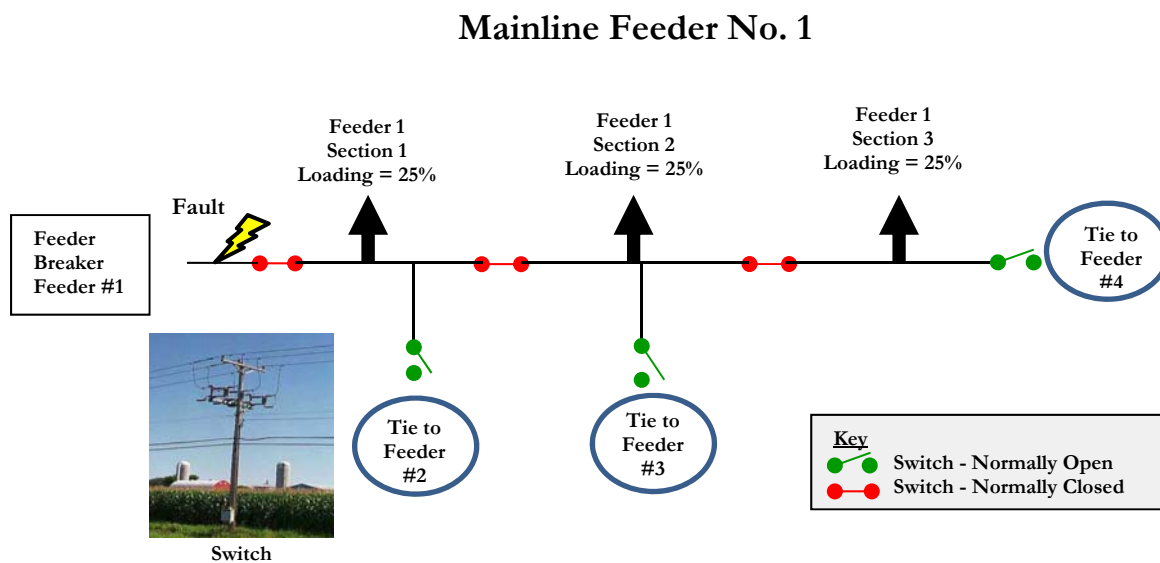 Mainline Feeder No. 1
Feeder 1
Section 1
Loading = 25%
Feeder 1
Section 2
Loading = 25%
Feeder 1
Section 3
Loading = 25%
Fault
Feeder
Breaker
Feeder #1
Tie to
Feeder
#4
Tie to
Feeder
#2
Tie to
Feeder
#3
Key
Switch - Normally Open
Switch - Normally Closed
Switch